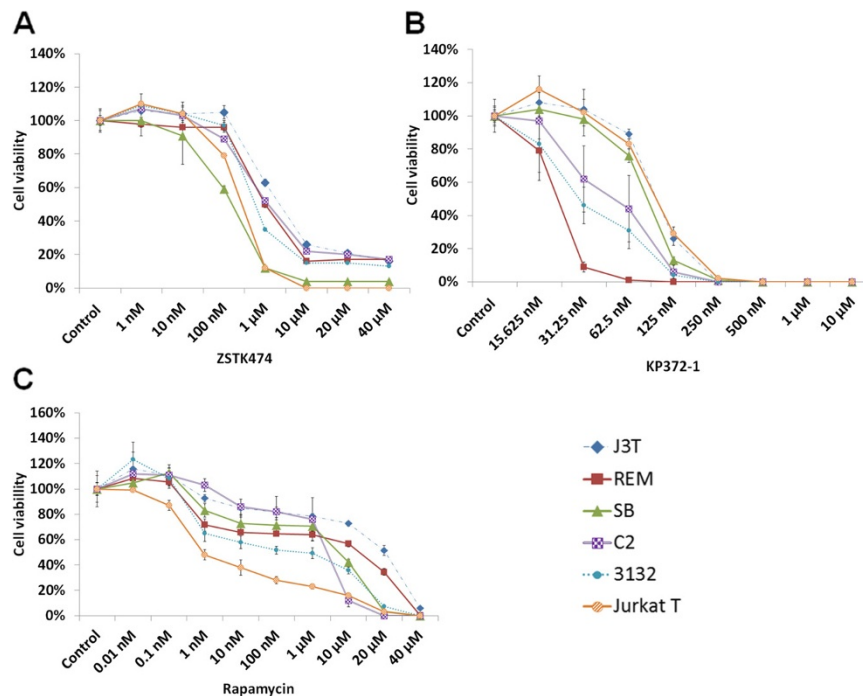 A
140%
120%
100%
80%
60%
40%
20%
0%
Cell viability
Control
1 nM
10 nM
100 nM
1 µM
10 µM
20 µM
40 µM
ZSTK474
B
140%
120%
100%
80%
60%
40%
20%
0%
Cell viability
Control
15.625 nM
31.25 nM
62.5 nM
125 nM
250 nM
500 nM
1 µM
10 µM
KP372-1
C
160%
140%
120%
100%
80%
60%
40%
20%
0%
Cell viability
Control
0.01 nM
0.1 nM
1 nM
10 nM
100 nM
1 µM
10 µM
20 µM
40 µM
Rapamycin
J3T
REM
SB
C2
3132
Jurkat T